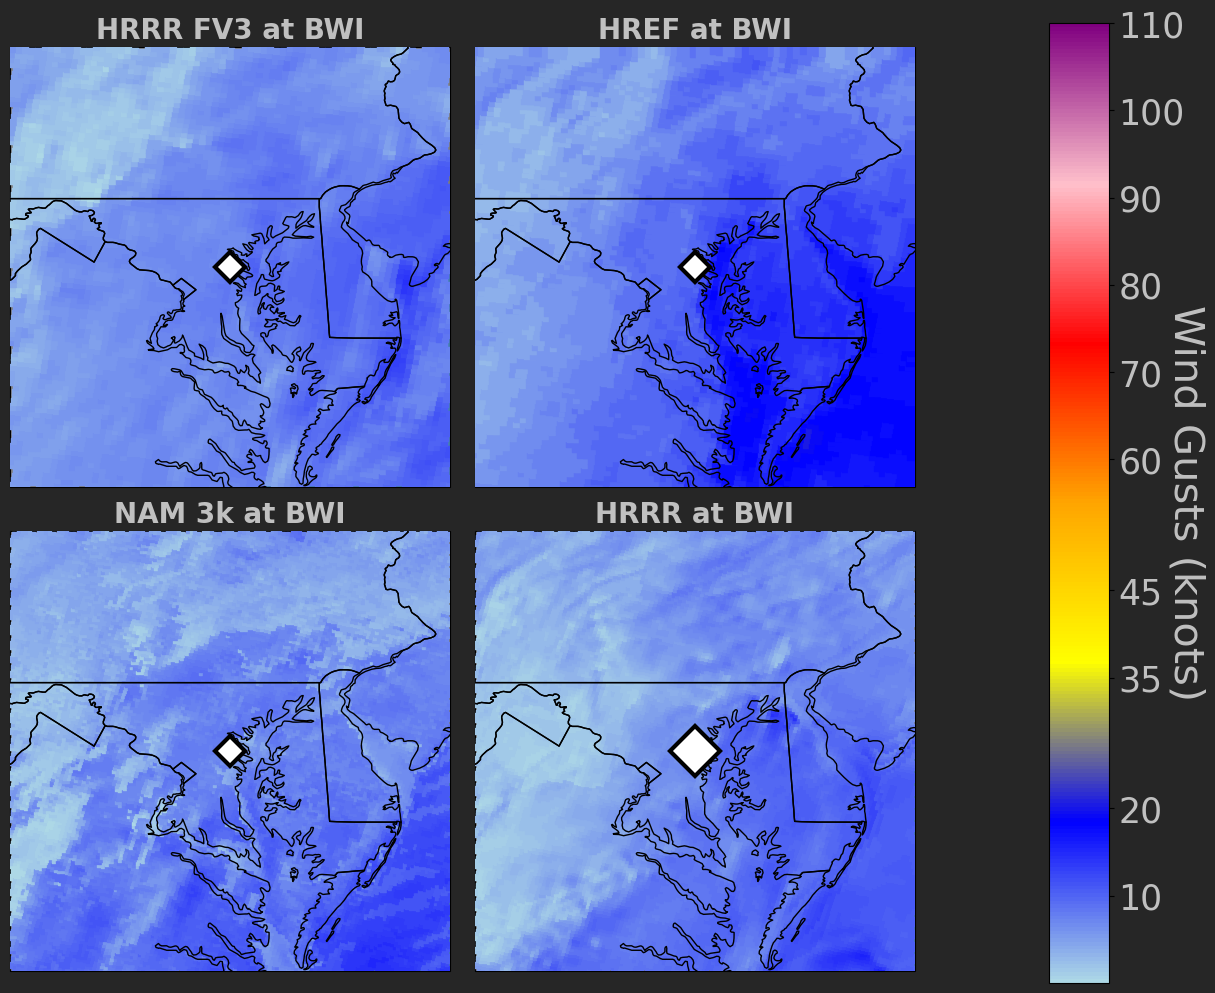 HRRR FV3 at BWI
HREF at BWI
NAM 3k at BWI
HRRR at BWI
110
100
90
80
70
60
45
35
20
10
Wind Gusts (knots)